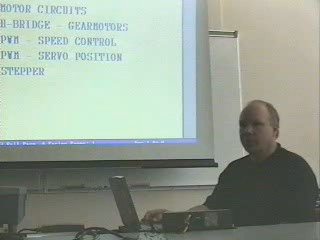 MOTOR CIRCUITS
H-BRIDGE - GEARMOTORS
PWM - SPEED CONTROL
PWM - SERVO POSITION
STEPPER